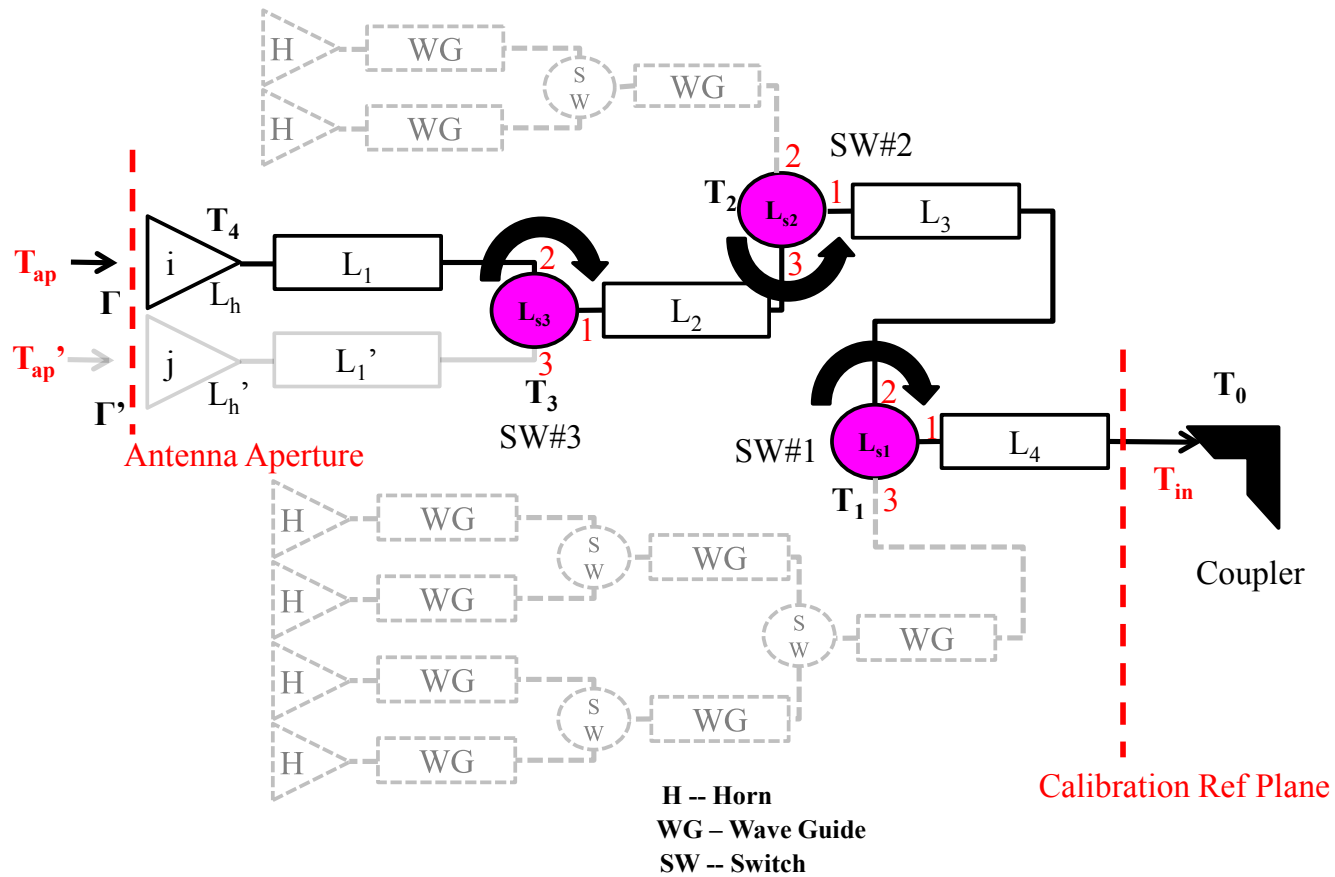 H
WG
S
W
WG
H
WG
SW#2
2
T2
Ls2
1
L3
3
T4
Tap
i
L1
2
Γ
Lh
Ls3
1
L2
Tap’
j
L1’
3
Γ’
Lh’
T3
SW#3
Antenna Aperture
2
T0
SW#1
Ls1
1
L4
Tin
T1
3
Coupler
H
WG
S
W
WG
H
WG
S
W
WG
H
WG
S
W
WG
H
WG
Calibration Ref Plane
H -- Horn
WG – Wave Guide
SW -- Switch